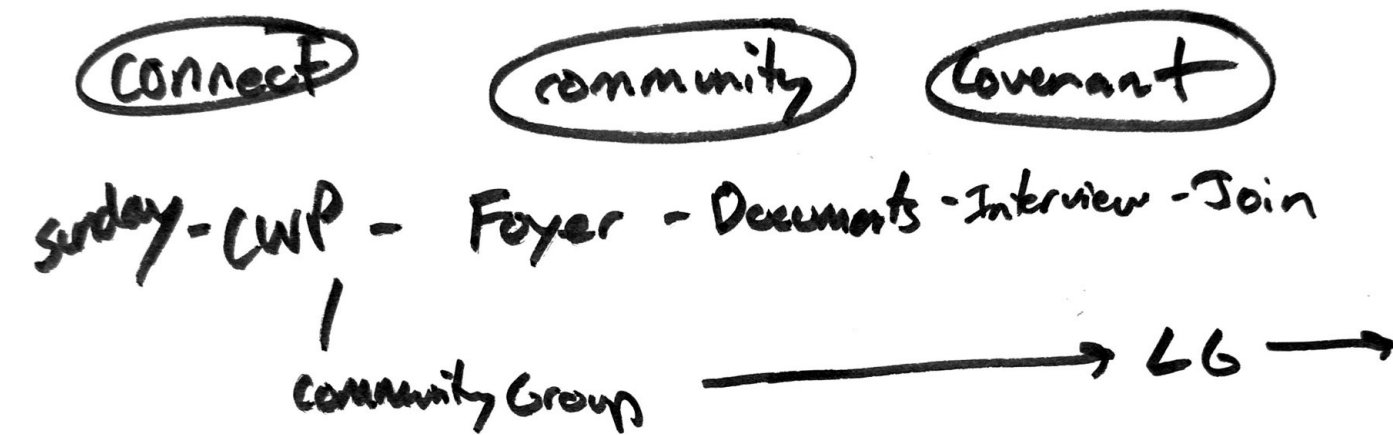 connect community Covenant
Sunday - CWP - Foyer - Documents - Interview - Join
Community Group → LG →